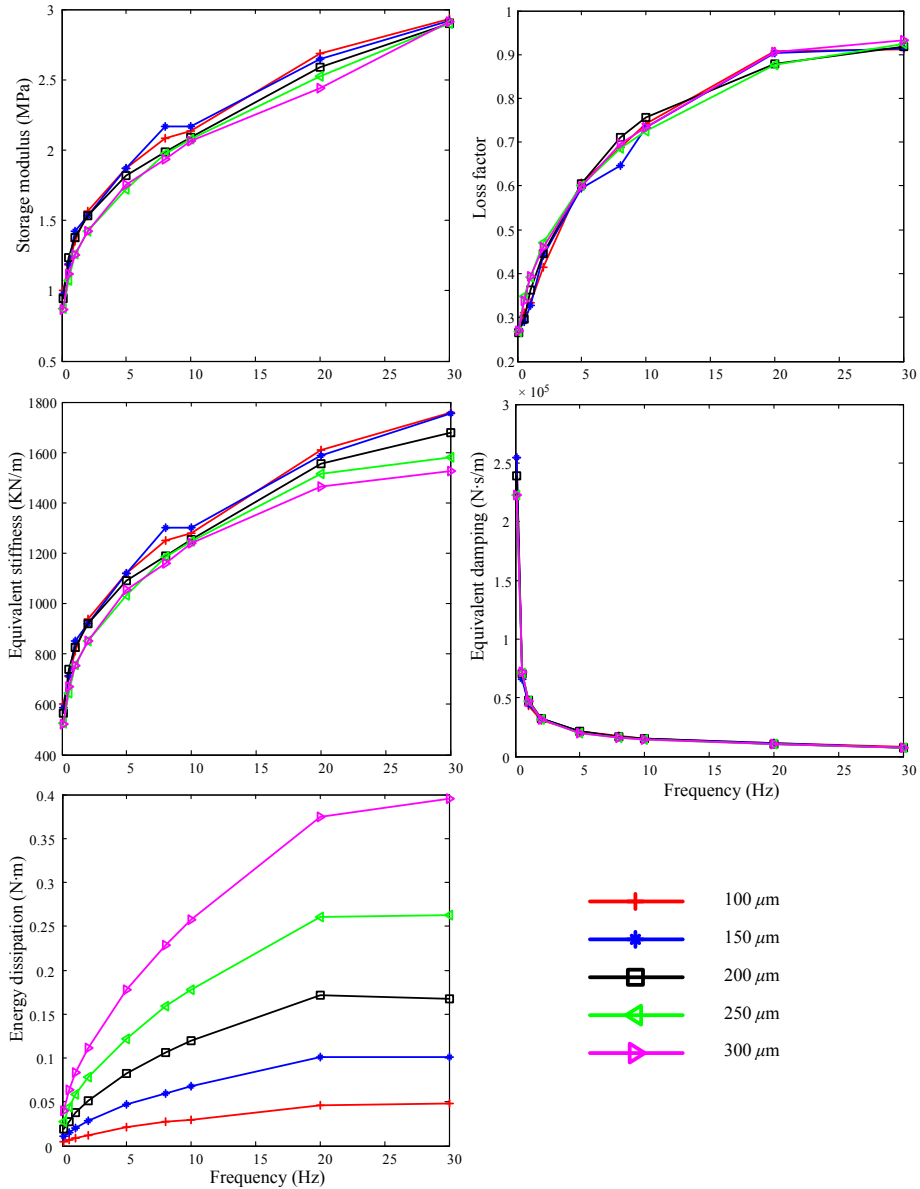 3
2.5
2
1.5
1
0.5
Storage modulus (MPa)
0 5 10 15 20 25 30
1
0.9
0.8
0.7
0.6
0.5
0.4
0.3
0.2
Loss factor
0 5 10 15 20 25 30
1800
1600
1400
1200
1000
800
600
400
Equivalent stiffness (KN/m)
0 5 10 15 20 25 30
× 10⁵
3
2.5
2
1.5
1
0.5
0
Equivalent damping (N·s/m)
0 5 10 15 20 25 30
Frequency (Hz)
0.4
0.35
0.3
0.25
0.2
0.15
0.1
0.05
0
Energy dissipation (N·m)
0 5 10 15 20 25 30
Frequency (Hz)
100 μm
150 μm
200 μm
250 μm
300 μm